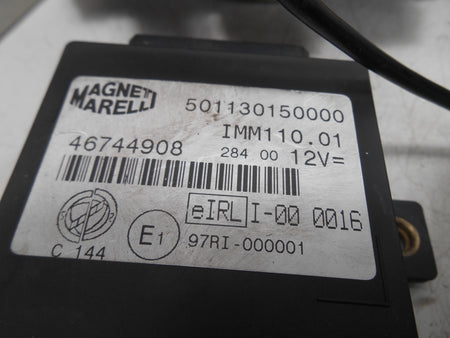 MAGNETI
MARELLI
501130150000
IMM110.01
46744908
284 00 12V=
eIRL I-00 0016
E1 97RI-000001
C 144